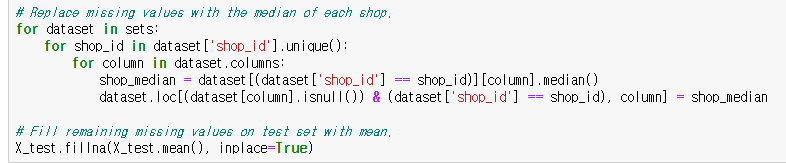 # Replace missing values with the median of each shop.
for dataset in sets:
    for shop_id in dataset['shop_id'].unique():
        for column in dataset.columns:
            shop_median = dataset[(dataset['shop_id'] == shop_id)][column].median()
            dataset.loc[(dataset[column].isnull()) & (dataset['shop_id'] == shop_id), column] = shop_median

# Fill remaining missing values on test set with mean.
X_test.fillna(X_test.mean(), inplace=True)